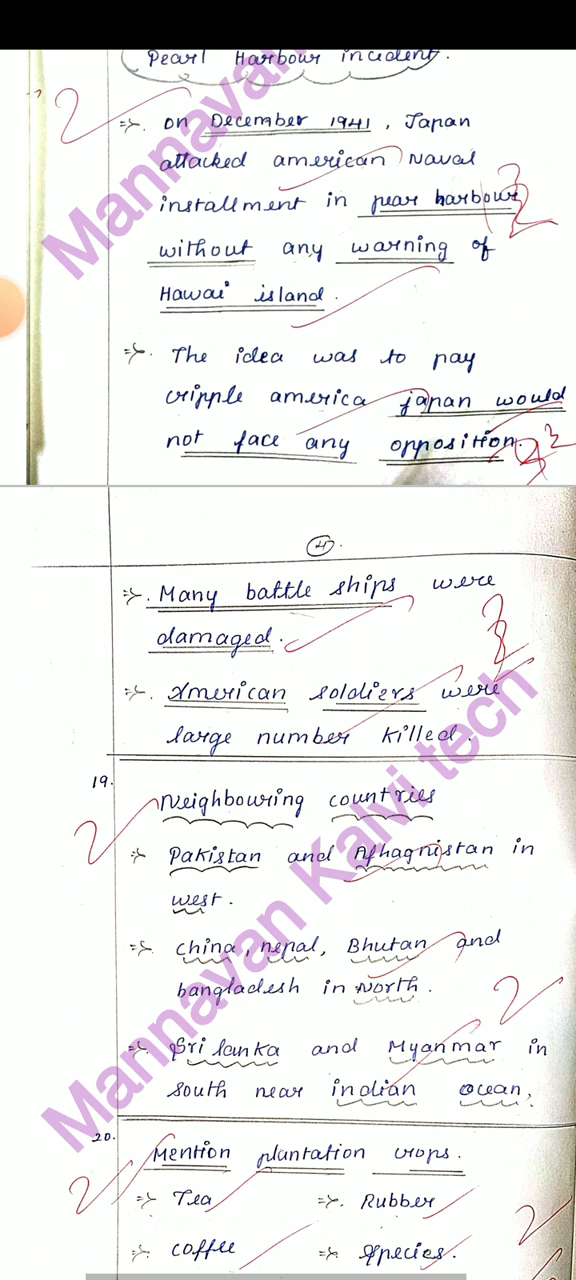 Pearl Harbour incident.
=>. On December 1941, Japan
attacked american Naval
installment in pear harbour
without any warning of
Hawai island.
=>. The idea was to pay
cripple america japan would
not face any opposition.
4.
=>. Many battle ships were
damaged.
=>. American soldiers were
large number killed.
19.
Neighbouring countries
=> Pakistan and Afhagnistan in
west.
=>. china, nepal, Bhutan and
bangladesh in North.
=>. Sri lanka and Myanmar in
south near indian ocean.
20.
Mention plantation crops.
=> Tea =>. Rubber
=>. coffee => Species.
Mannavan
Mannavan Kalvi tech